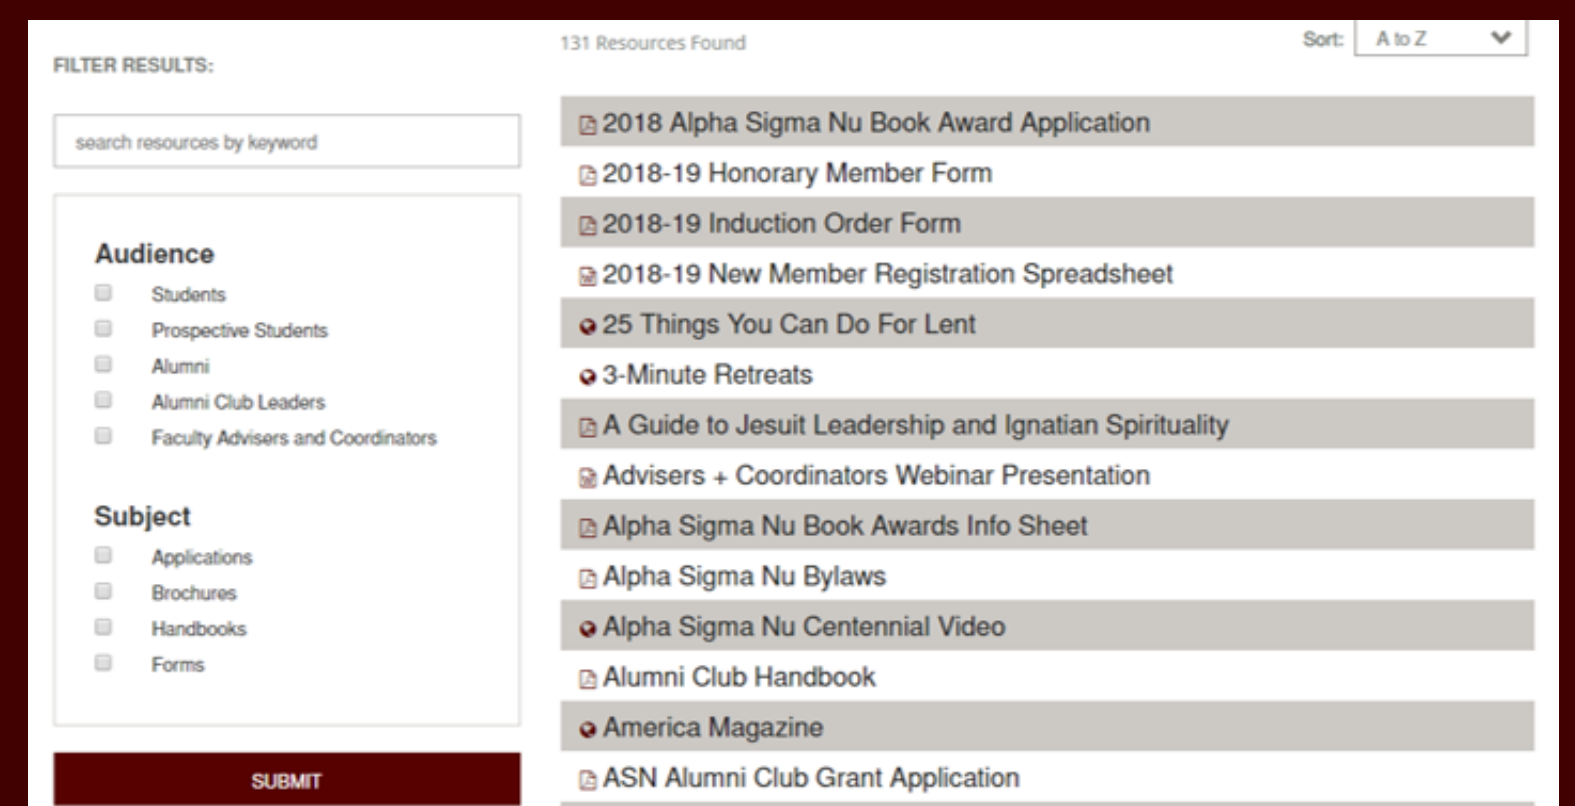 FILTER RESULTS:
search resources by keyword
Audience
Students
Prospective Students
Alumni
Alumni Club Leaders
Faculty Advisers and Coordinators
Subject
Applications
Brochures
Handbooks
Forms
SUBMIT
131 Resources Found
Sort: A to Z
2018 Alpha Sigma Nu Book Award Application
2018-19 Honorary Member Form
2018-19 Induction Order Form
2018-19 New Member Registration Spreadsheet
25 Things You Can Do For Lent
3-Minute Retreats
A Guide to Jesuit Leadership and Ignatian Spirituality
Advisers + Coordinators Webinar Presentation
Alpha Sigma Nu Book Awards Info Sheet
Alpha Sigma Nu Bylaws
Alpha Sigma Nu Centennial Video
Alumni Club Handbook
America Magazine
ASN Alumni Club Grant Application